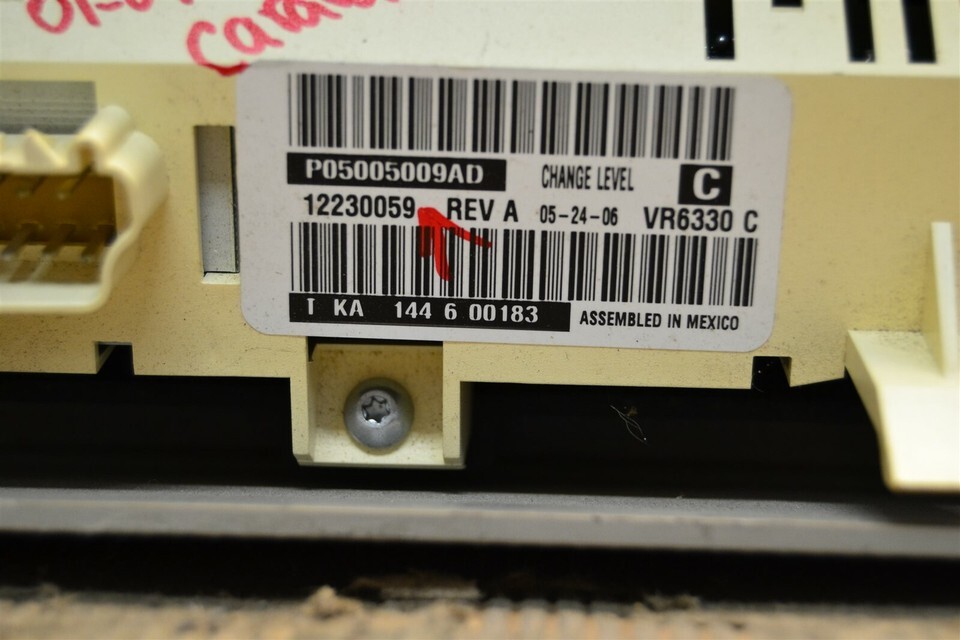 P05005009AD CHANGE LEVEL C
12230059 REV A 05-24-06 VR6330 C
T KA 144 6 00183 ASSEMBLED IN MEXICO